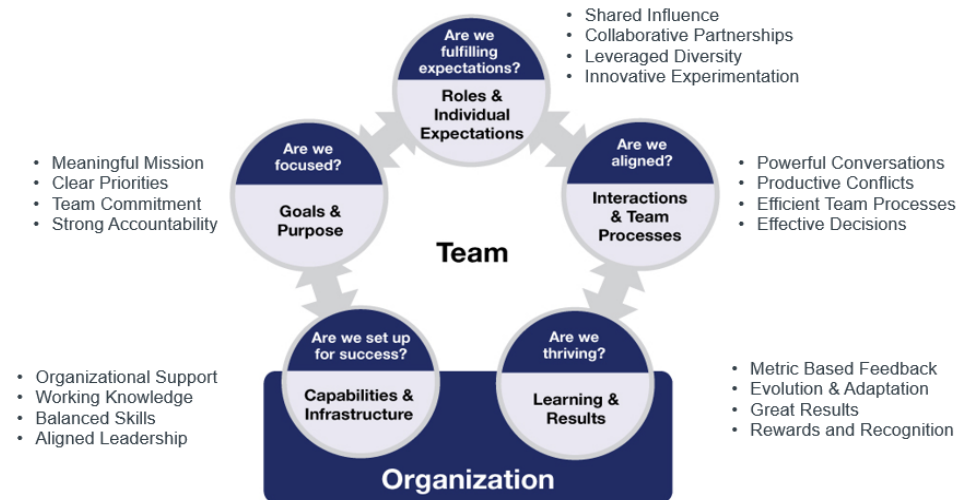 Are we
fulfilling
expectations?
Roles &
Individual
Expectations
• Shared Influence
• Collaborative Partnerships
• Leveraged Diversity
• Innovative Experimentation
Are we
focused?
Goals &
Purpose
• Meaningful Mission
• Clear Priorities
• Team Commitment
• Strong Accountability
Are we
aligned?
Interactions
& Team
Processes
• Powerful Conversations
• Productive Conflicts
• Efficient Team Processes
• Effective Decisions
Team
Are we set up
for success?
Capabilities &
Infrastructure
• Organizational Support
• Working Knowledge
• Balanced Skills
• Aligned Leadership
Are we
thriving?
Learning &
Results
• Metric Based Feedback
• Evolution & Adaptation
• Great Results
• Rewards and Recognition
Organization